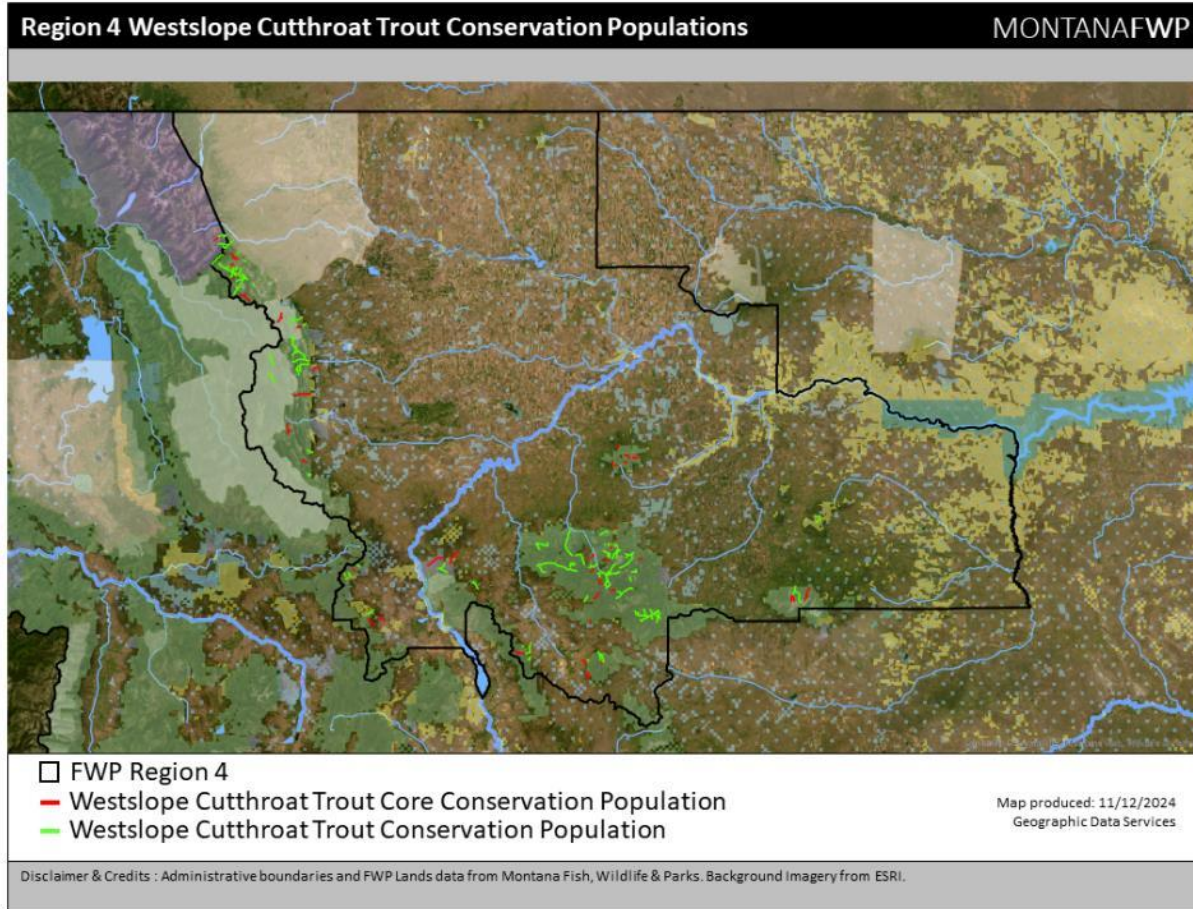 Region 4 Westslope Cutthroat Trout Conservation Populations
MONTANAFWP
FWP Region 4
Westslope Cutthroat Trout Core Conservation Population
Westslope Cutthroat Trout Conservation Population
Map produced: 11/12/2024
Geographic Data Services
Disclaimer & Credits : Administrative boundaries and FWP Lands data from Montana Fish, Wildlife & Parks. Background Imagery from ESRI.